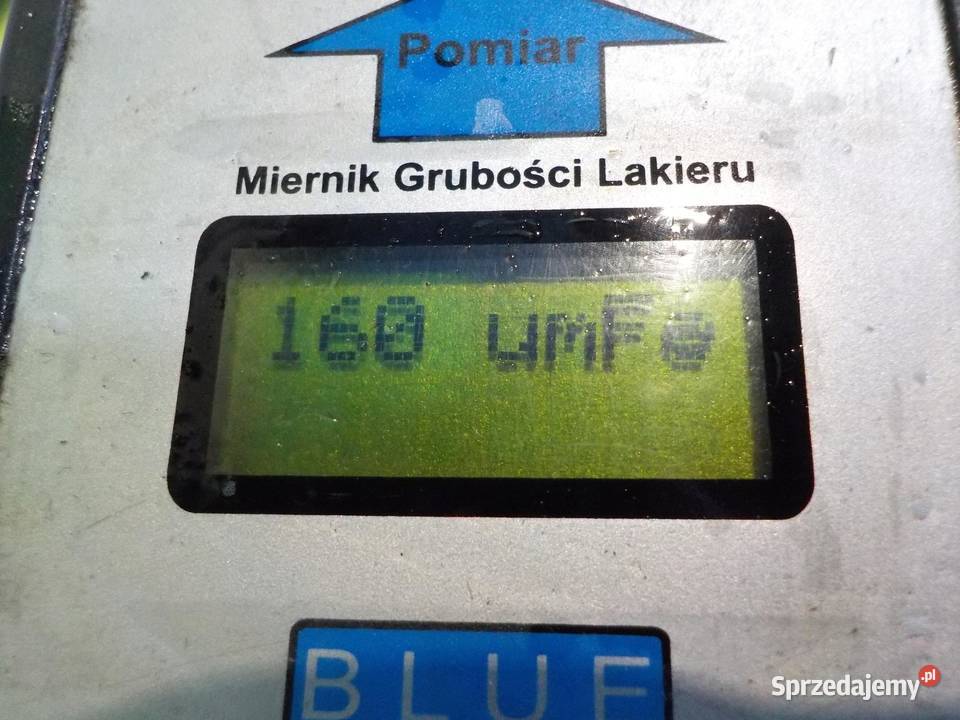 Pomiar
Miernik Grubości Lakieru
160 umFe
BLUE
Sprzedajemy.pl